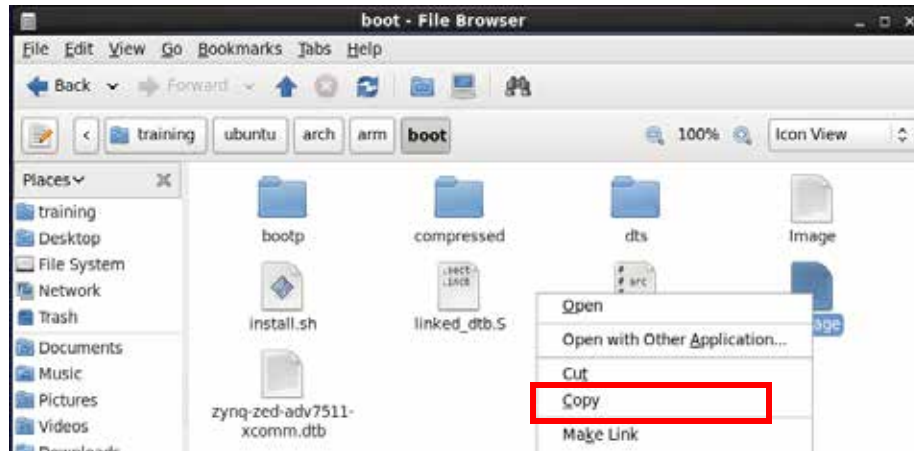 boot - File Browser
File Edit View Go Bookmarks Tabs Help
Back Forward
training ubuntu arch arm boot 100% Icon View
Places
training
Desktop
File System
Network
Trash
Documents
Music
Pictures
Videos
Downloads
bootp compressed dts Image
install.sh linked_dtb.S
zynq-zed-adv7511-
xcomm.dtb
Open
Open with Other Application...
Cut
Copy
Make Link